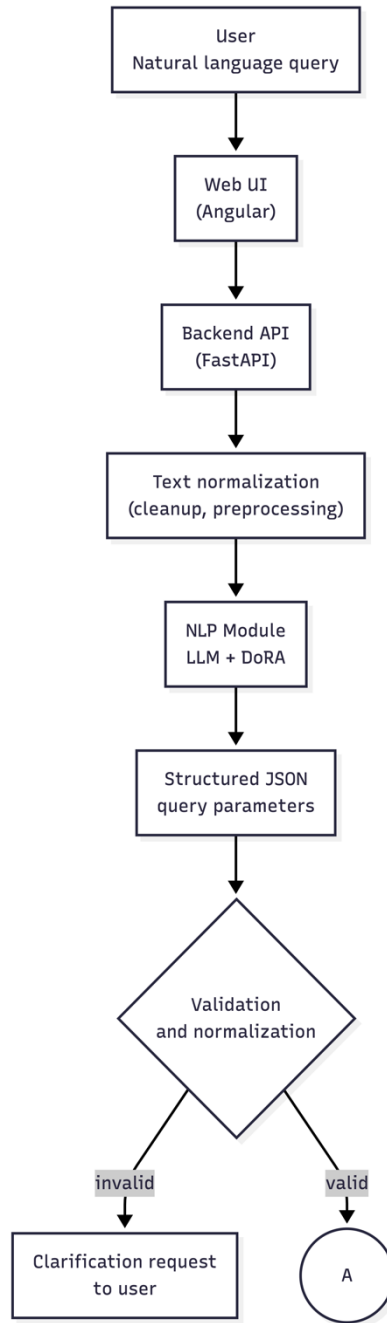 User
Natural language query
Web UI
(Angular)
Backend API
(FastAPI)
Text normalization
(cleanup, preprocessing)
NLP Module
LLM + DoRA
Structured JSON
query parameters
Validation
and normalization
invalid
valid
Clarification request
to user
A